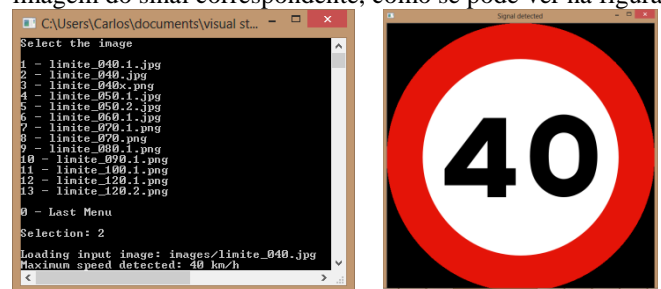 imagem do sinal correspondente, como se pode ver na figura
C:\Users\Carlos\documents\visual st...
Select the image
1 - limite_040.1.jpg
2 - limite_040.jpg
3 - limite_040x.png
4 - limite_050.1.jpg
5 - limite_050.2.jpg
6 - limite_060.1.jpg
7 - limite_070.1.png
8 - limite_070.png
9 - limite_080.1.png
10 - limite_090.1.png
11 - limite_100.1.png
12 - limite_120.1.png
13 - limite_120.2.png
0 - Last Menu
Selection: 2
Loading input image: images/limite_040.jpg
Maximum speed detected: 40 km/h
Signal detected
40